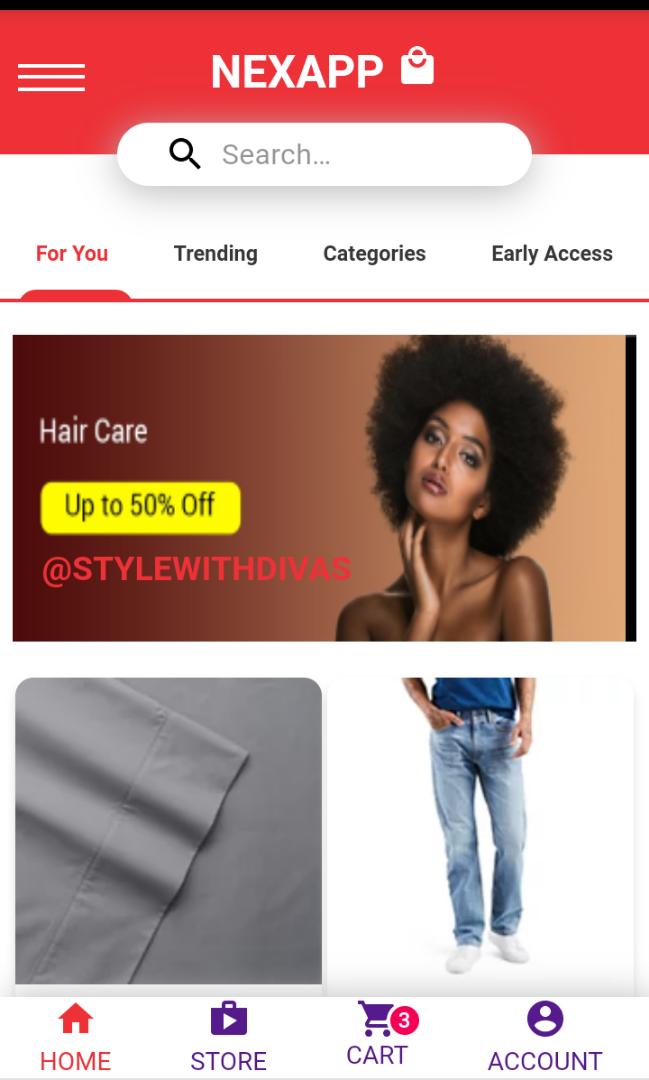 NEXAPP
Search...
For You Trending Categories Early Access
Hair Care
Up to 50% Off
@STYLEWITHDIVAS
3
HOME STORE CART ACCOUNT